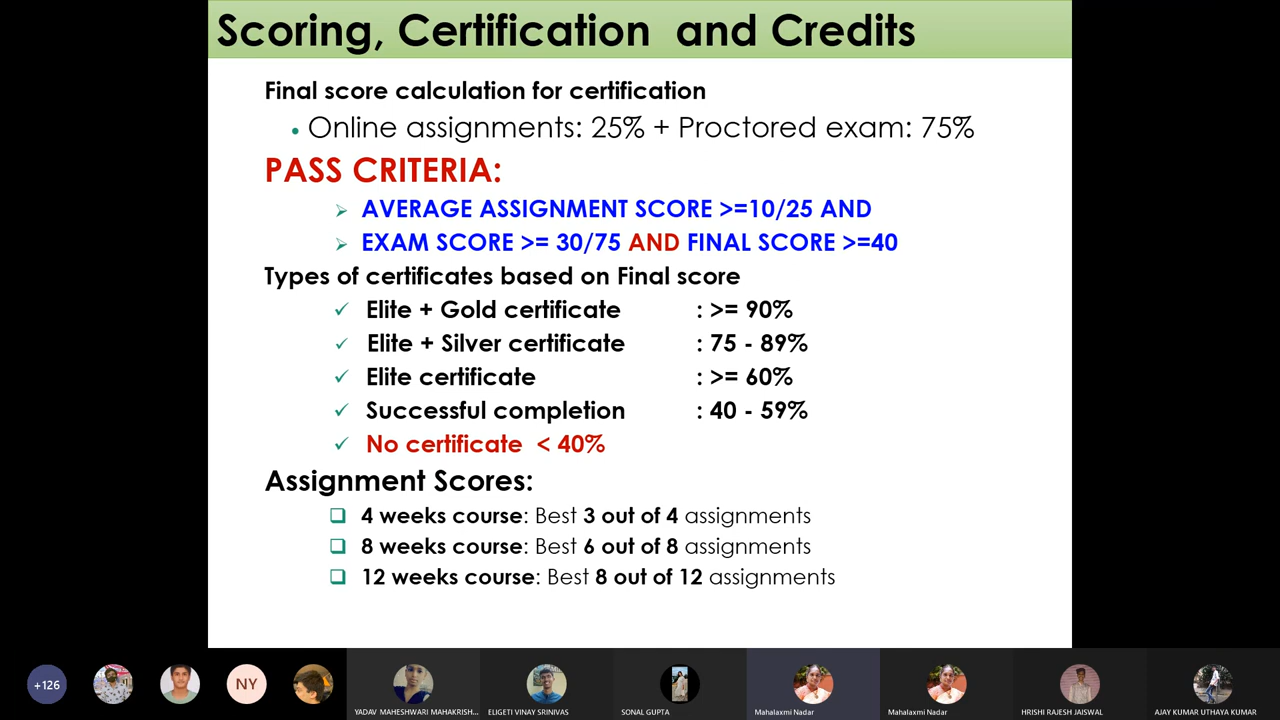 Scoring, Certification and Credits
Final score calculation for certification
• Online assignments: 25% + Proctored exam: 75%
PASS CRITERIA:
➢ AVERAGE ASSIGNMENT SCORE >=10/25 AND
➢ EXAM SCORE >= 30/75 AND FINAL SCORE >=40
Types of certificates based on Final score
✓ Elite + Gold certificate : >= 90%
✓ Elite + Silver certificate : 75 - 89%
✓ Elite certificate : >= 60%
✓ Successful completion : 40 - 59%
✓ No certificate < 40%
Assignment Scores:
❑ 4 weeks course: Best 3 out of 4 assignments
❑ 8 weeks course: Best 6 out of 8 assignments
❑ 12 weeks course: Best 8 out of 12 assignments
+126 NY
YADAV MAHESHWARI MAHAKRISH... ELIGETI VINAY SRINIVAS SONAL GUPTA Mahalaxmi Nadar Mahalaxmi Nadar HRISHI RAJESH JAISWAL AJAY KUMAR UTHAYA KUMAR